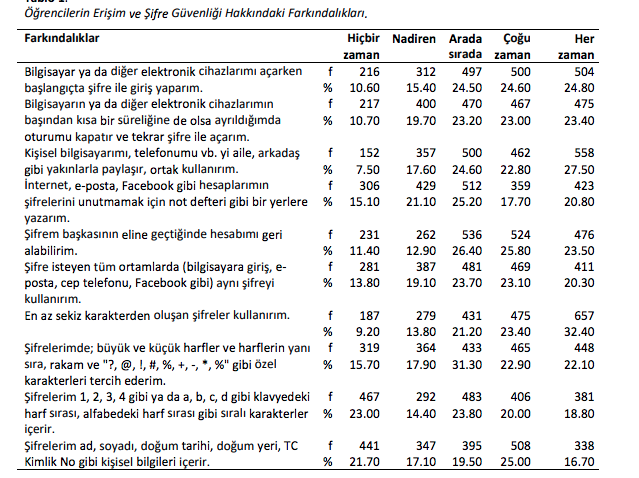 Tablo 1.
Öğrencilerin Erişim ve Şifre Güvenliği Hakkındaki Farkındalıkları.
Farkındalıklar Hiçbir zaman Nadiren Arada sırada Çoğu zaman Her zaman
Bilgisayar ya da diğer elektronik cihazlarımı açarken f 216 312 497 500 504
başlangıçta şifre ile giriş yaparım. % 10.60 15.40 24.50 24.60 24.80
Bilgisayarın ya da diğer elektronik cihazlarımın f 217 400 470 467 475
başından kısa bir süreliğine de olsa ayrıldığımda % 10.70 19.70 23.20 23.00 23.40
oturumu kapatır ve tekrar şifre ile açarım.
Kişisel bilgisayarımı, telefonumu vb. yi aile, arkadaş f 152 357 500 462 558
gibi yakınlarla paylaşır, ortak kullanırım. % 7.50 17.60 24.60 22.80 27.50
İnternet, e-posta, Facebook gibi hesaplarımın f 306 429 512 359 423
şifrelerini unutmamak için not defteri gibi bir yerlere % 15.10 21.10 25.20 17.70 20.80
yazarım.
Şifrem başkasının eline geçtiğinde hesabımı geri f 231 262 536 524 476
alabilirim. % 11.40 12.90 26.40 25.80 23.50
Şifre isteyen tüm ortamlarda (bilgisayara giriş, e- f 281 387 481 469 411
posta, cep telefonu, Facebook gibi) aynı şifreyi % 13.80 19.10 23.70 23.10 20.30
kullanırım.
En az sekiz karakterden oluşan şifreler kullanırım. f 187 279 431 475 657
% 9.20 13.80 21.20 23.40 32.40
Şifrelerimde; büyük ve küçük harfler ve harflerin yanı f 319 364 433 465 448
sıra, rakam ve "?, @, !, #, %, +, -, *, %" gibi özel % 15.70 17.90 31.30 22.90 22.10
karakterleri tercih ederim.
Şifrelerim 1, 2, 3, 4 gibi ya da a, b, c, d gibi klavyedeki f 467 292 483 406 381
harf sırası, alfabedeki harf sırası gibi sıralı karakterler % 23.00 14.40 23.80 20.00 18.80
içerir.
Şifrelerim ad, soyadı, doğum tarihi, doğum yeri, TC f 441 347 395 508 338
Kimlik No gibi kişisel bilgileri içerir. % 21.70 17.10 19.50 25.00 16.70